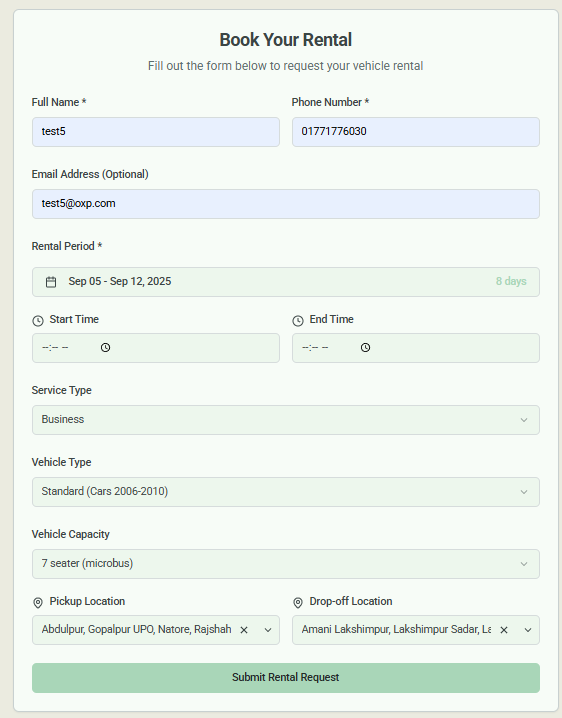 Book Your Rental
Fill out the form below to request your vehicle rental
Full Name *
Phone Number *
test5
01771776030
Email Address (Optional)
test5@oxp.com
Rental Period *
Sep 05 - Sep 12, 2025
8 days
Start Time
End Time
--:-- --
--:-- --
Service Type
Business
Vehicle Type
Standard (Cars 2006-2010)
Vehicle Capacity
7 seater (microbus)
Pickup Location
Drop-off Location
Abdulpur, Gopalpur UPO, Natore, Rajshah
Amani Lakshimpur, Lakshimpur Sadar, La
Submit Rental Request